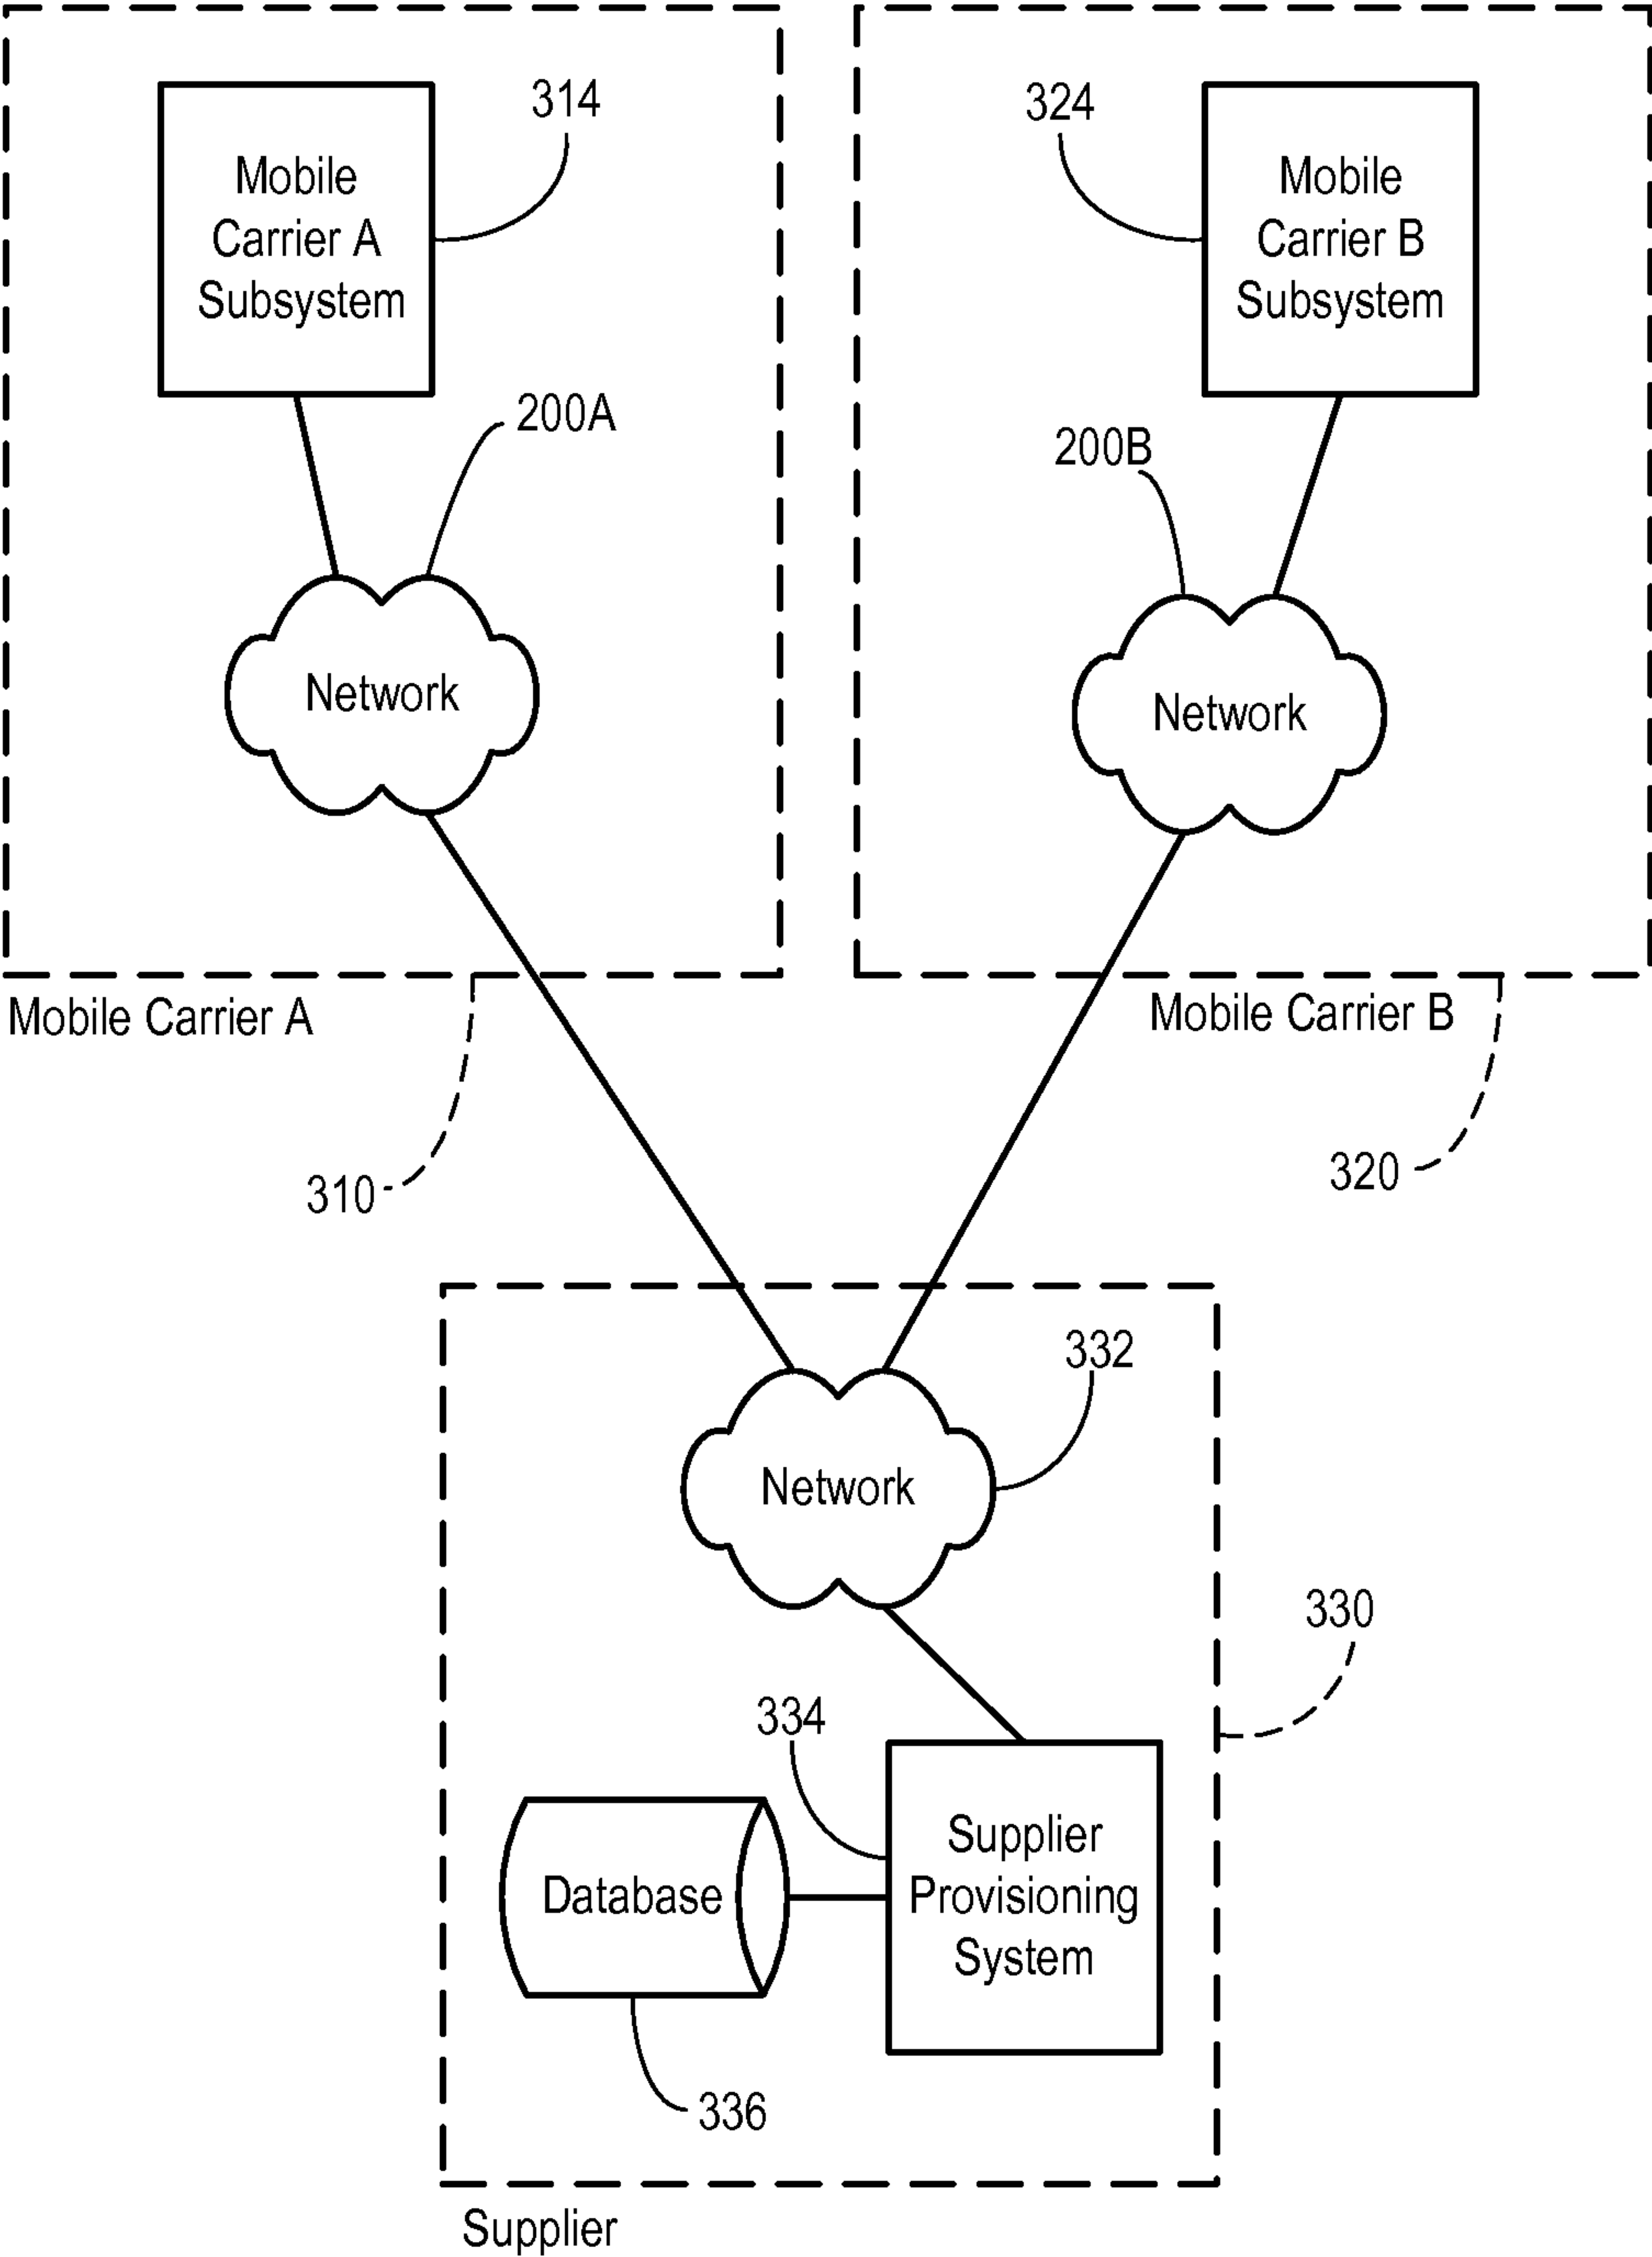 314
Mobile
Carrier A
Subsystem
324
Mobile
Carrier B
Subsystem
200A
200B
Network
Network
Mobile Carrier A
Mobile Carrier B
310
320
332
Network
330
334
Supplier
Provisioning
System
Database
336
Supplier